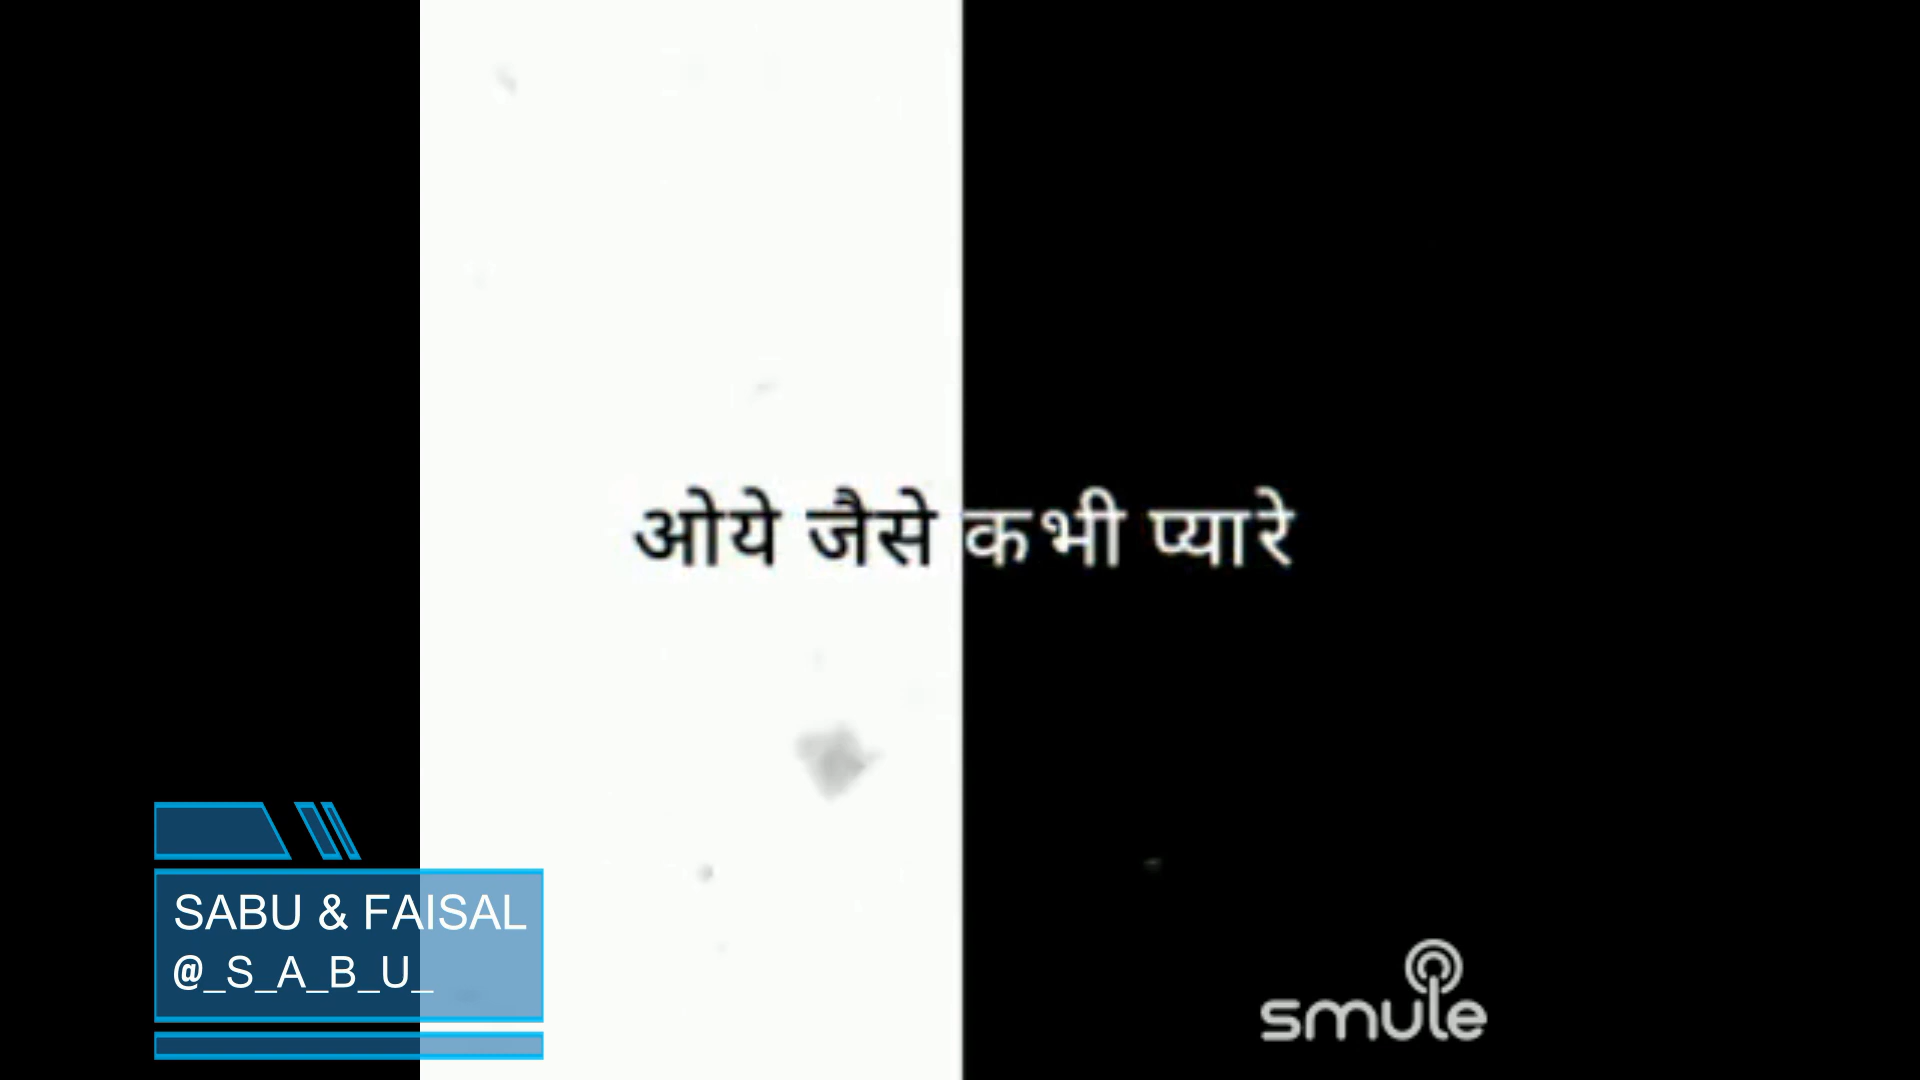 ओये जैसे कभी प्यारे
SABU & FAISAL
@_S_A_B_U_
smule